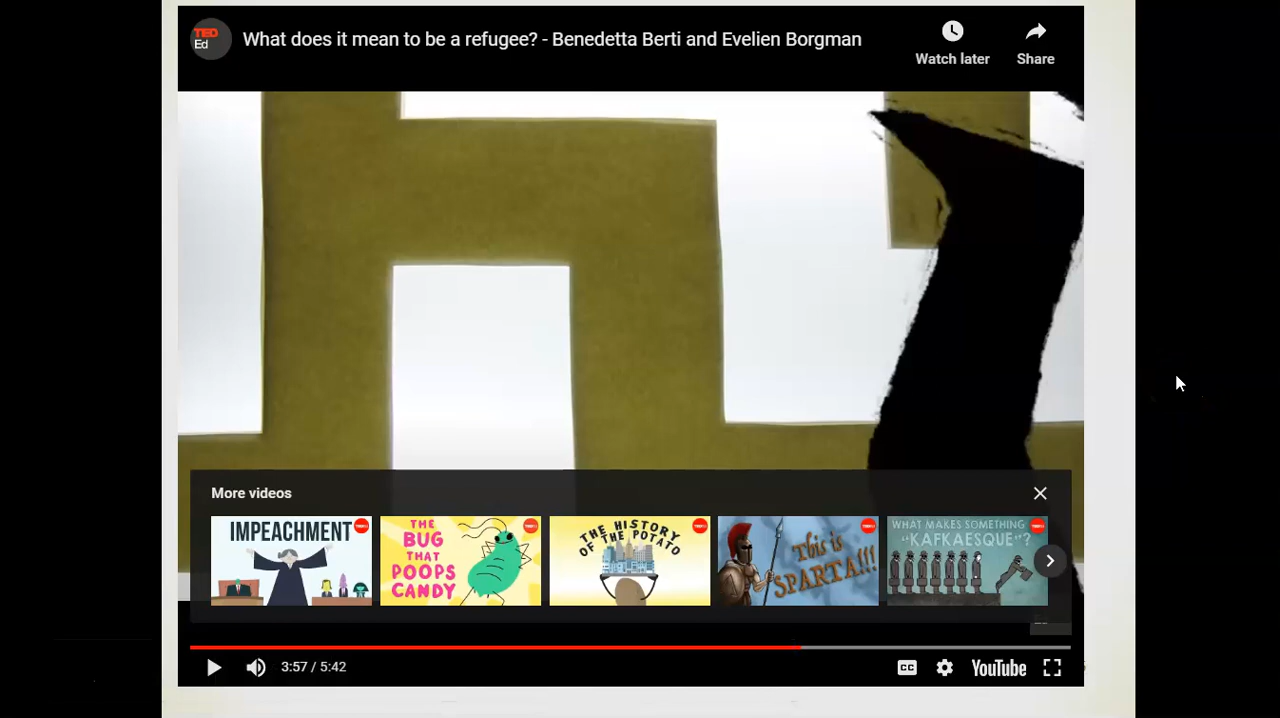 TED
Ed
What does it mean to be a refugee? - Benedetta Berti and Evelien Borgman
Watch later
Share
More videos
IMPEACHMENT
THE
BUG
THAT
POOPS
CANDY
THE HISTORY
OF THE POTATO
This is
SPARTA!!!
WHAT MAKES SOMETHING
"KAFKAESQUE"?
3:57 / 5:42
CC
YouTube